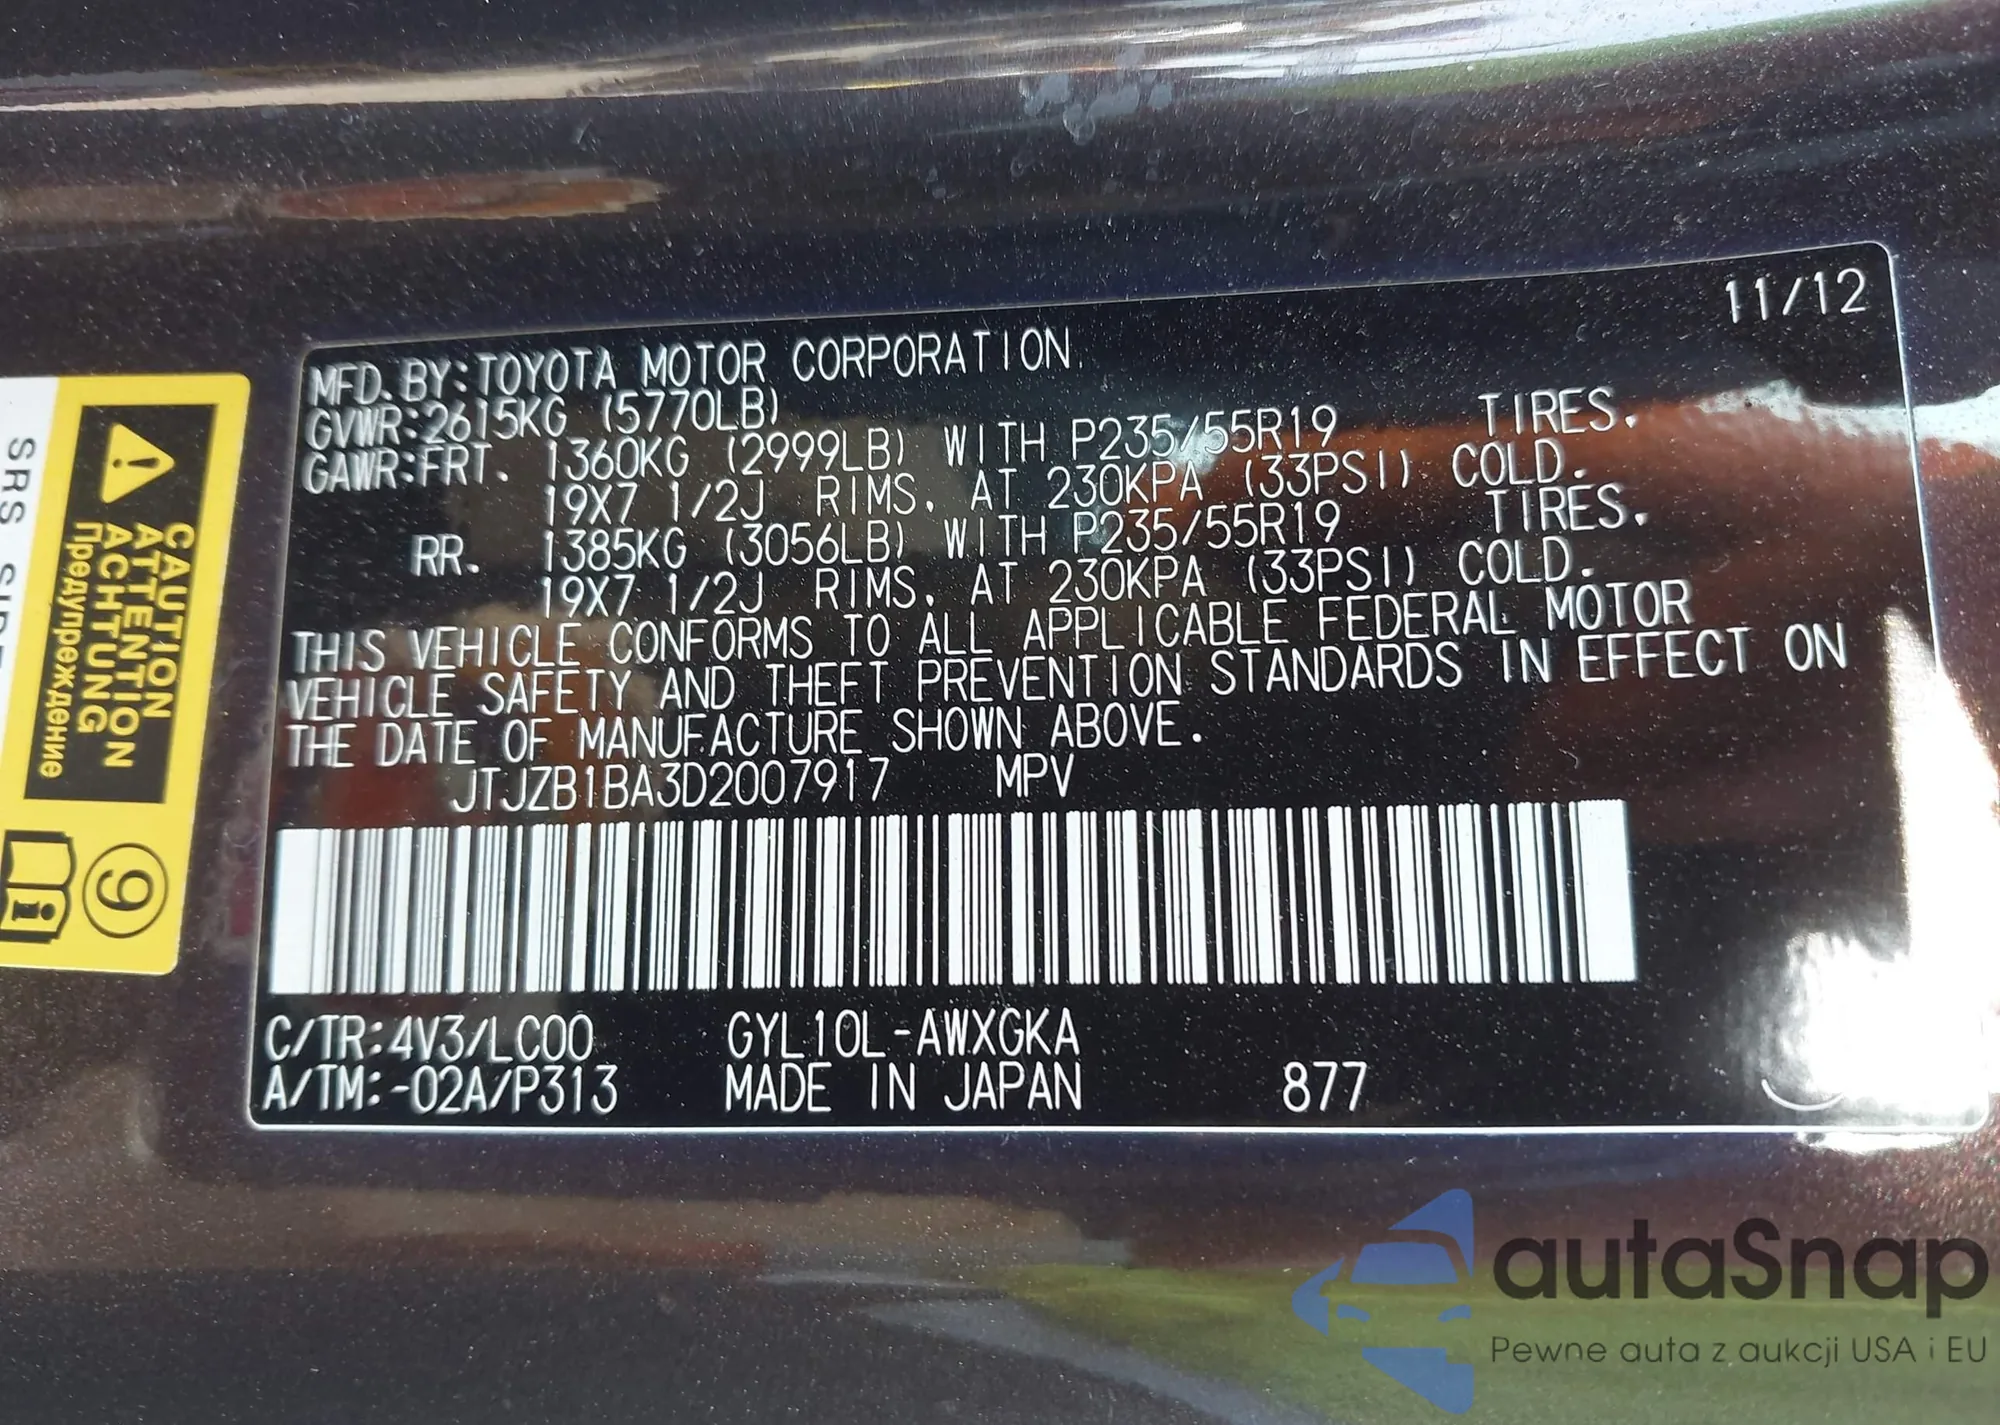 11/12
MFD. BY:TOYOTA MOTOR CORPORATION
GVWR:2615KG (5770LB)
GAWR:FRT. 1360KG (2999LB) WITH P235/55R19 TIRES.
19X7 1/2J RIMS, AT 230KPA (33PSI) COLD.
RR. 1385KG (3056LB) WITH P235/55R19 TIRES.
19X7 1/2J RIMS, AT 230KPA (33PSI) COLD.
THIS VEHICLE CONFORMS TO ALL APPLICABLE FEDERAL MOTOR
VEHICLE SAFETY AND THEFT PREVENTION STANDARDS IN EFFECT ON
THE DATE OF MANUFACTURE SHOWN ABOVE.
JTJZB1BA3D2007917 MPV
C/TR:4V3/LC00 GYL10L-AWXGKA
A/TM:-02A/P313 MADE IN JAPAN 877
CAUTION
ATTENTION
ACHTUNG
Предупреждение
9
i
SRS
autaSnap
Pewne auta z aukcji USA i EU